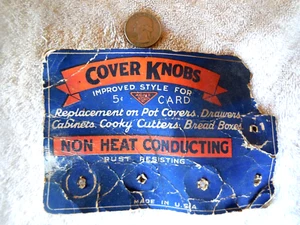 COVER KNOBS
IMPROVED STYLE FOR
5¢ CARD
Replacement on Pot Covers, Drawers-
Cabinets, Cooky Cutters, Bread Boxes
NON HEAT CONDUCTING
RUST RESISTING
MADE IN U.S.A